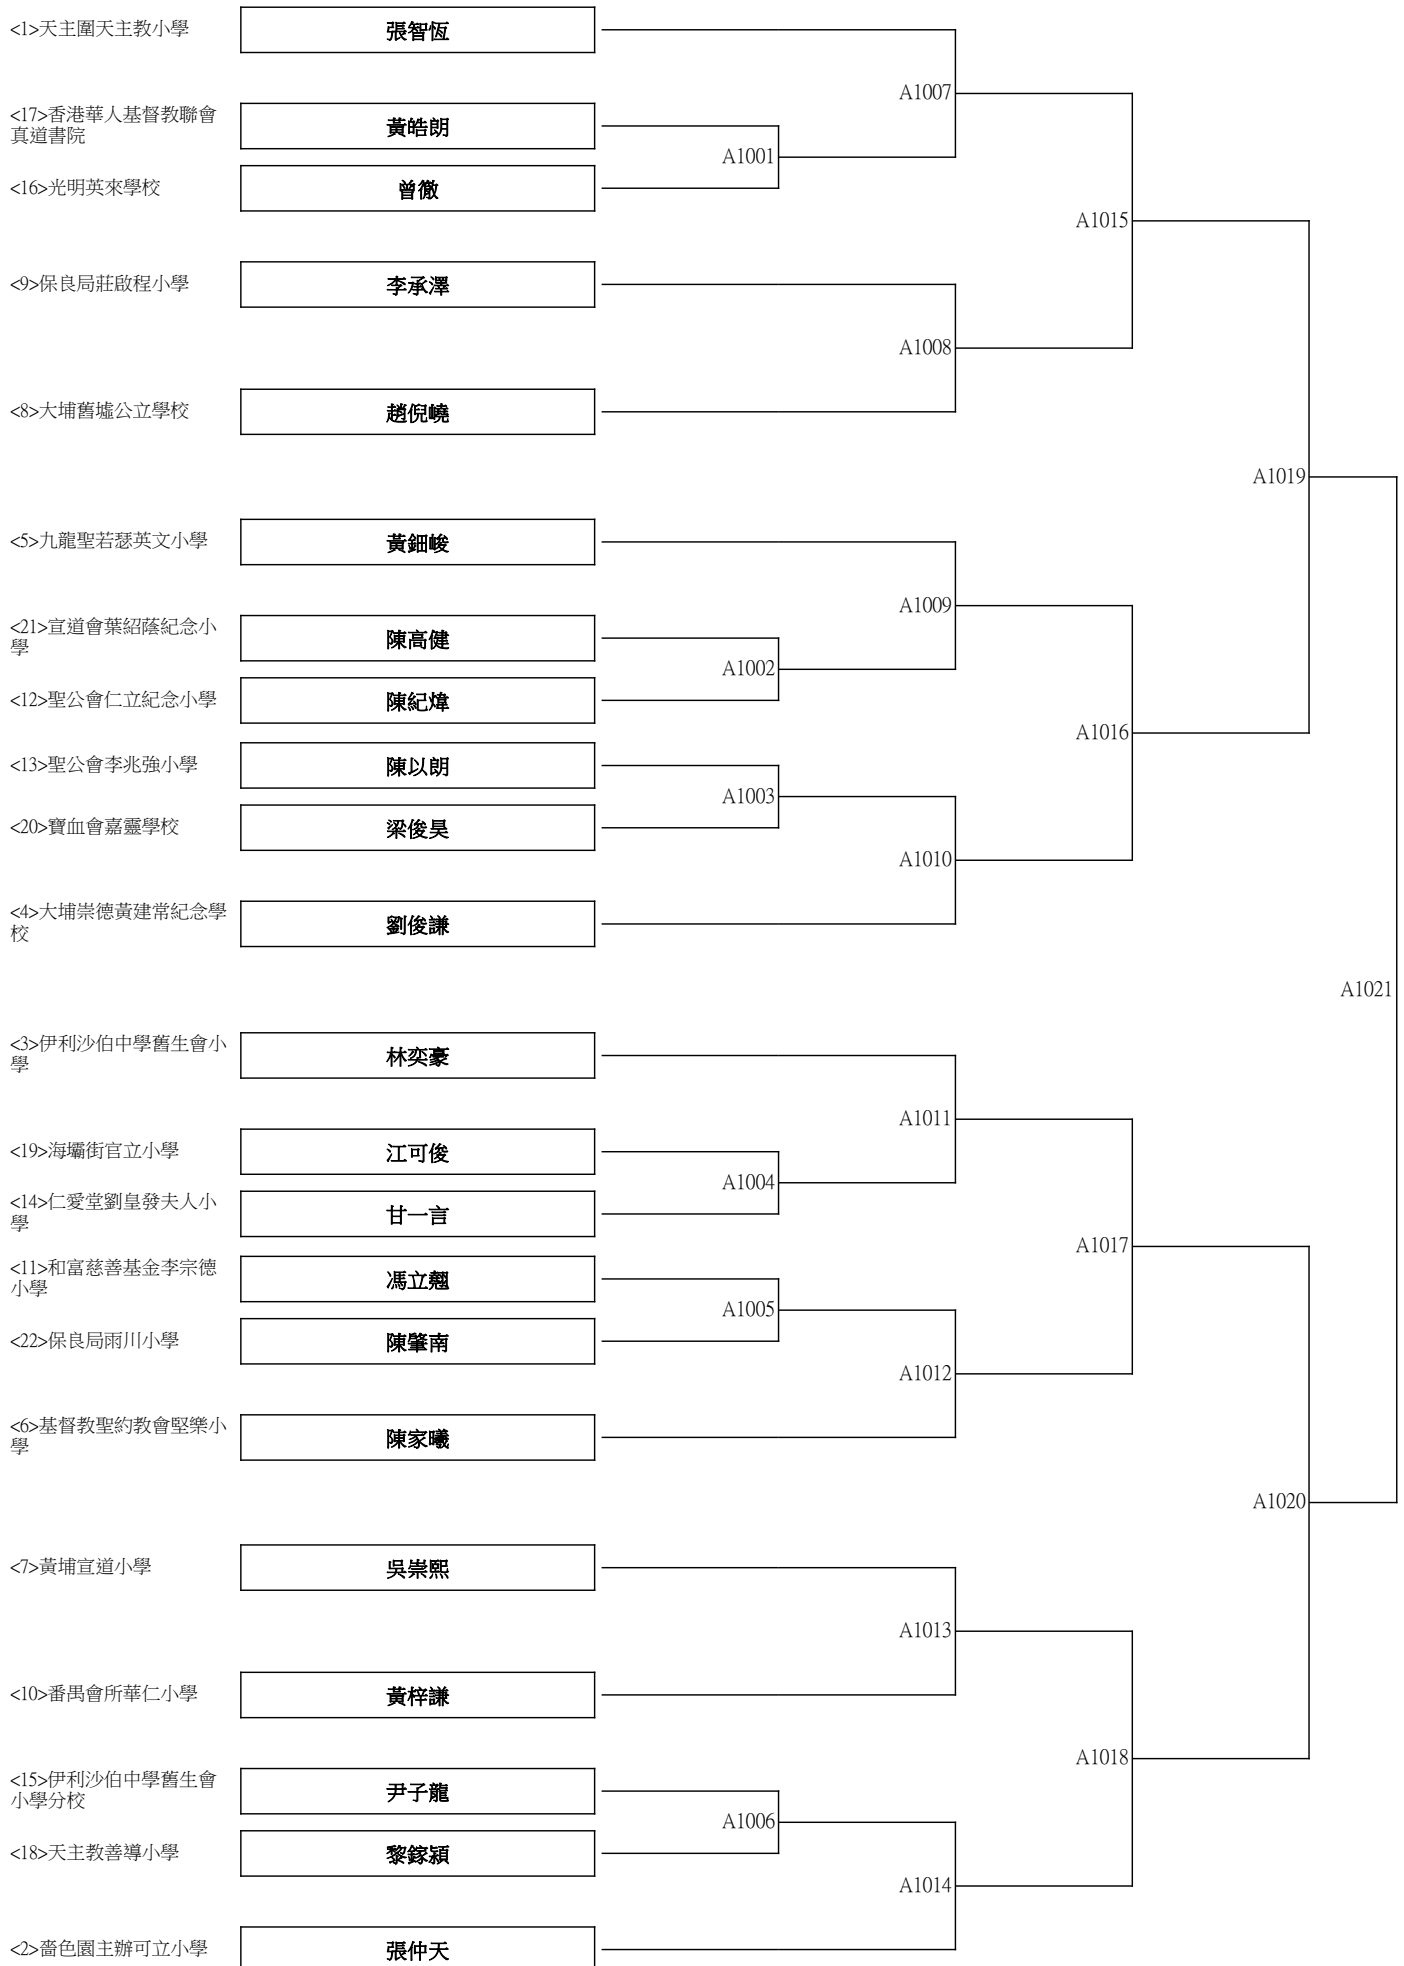 <1>天主圍天主教小學
張智恆
A1007
<17>香港華人基督教聯會
真道書院
黃皓朗
A1001
<16>光明英來學校
曾徹
A1015
<9>保良局莊啟程小學
李承澤
A1008
<8>大埔舊墟公立學校
趙倪嶢
A1019
<5>九龍聖若瑟英文小學
黃鈿峻
A1009
<21>宣道會葉紹蔭紀念小
學
陳高健
A1002
<12>聖公會仁立紀念小學
陳紀煒
A1016
<13>聖公會李兆強小學
陳以朗
A1003
<20>寶血會嘉靈學校
梁俊昊
A1010
<4>大埔崇德黃建常紀念學
校
劉俊謙
A1021
<3>伊利沙伯中學舊生會小
學
林奕豪
A1011
<19>海壩街官立小學
江可俊
A1004
<14>仁愛堂劉皇發夫人小
學
甘一言
A1017
<11>和富慈善基金李宗德
小學
馮立翹
A1005
<22>保良局雨川小學
陳肇南
A1012
<6>基督教聖約教會堅樂小
學
陳家曦
A1020
<7>黃埔宣道小學
吳崇熙
A1013
<10>番禺會所華仁小學
黃梓謙
A1018
<15>伊利沙伯中學舊生會
小學分校
尹子龍
A1006
<18>天主教善導小學
黎鎵潁
A1014
<2>嗇色園主辦可立小學
張仲天